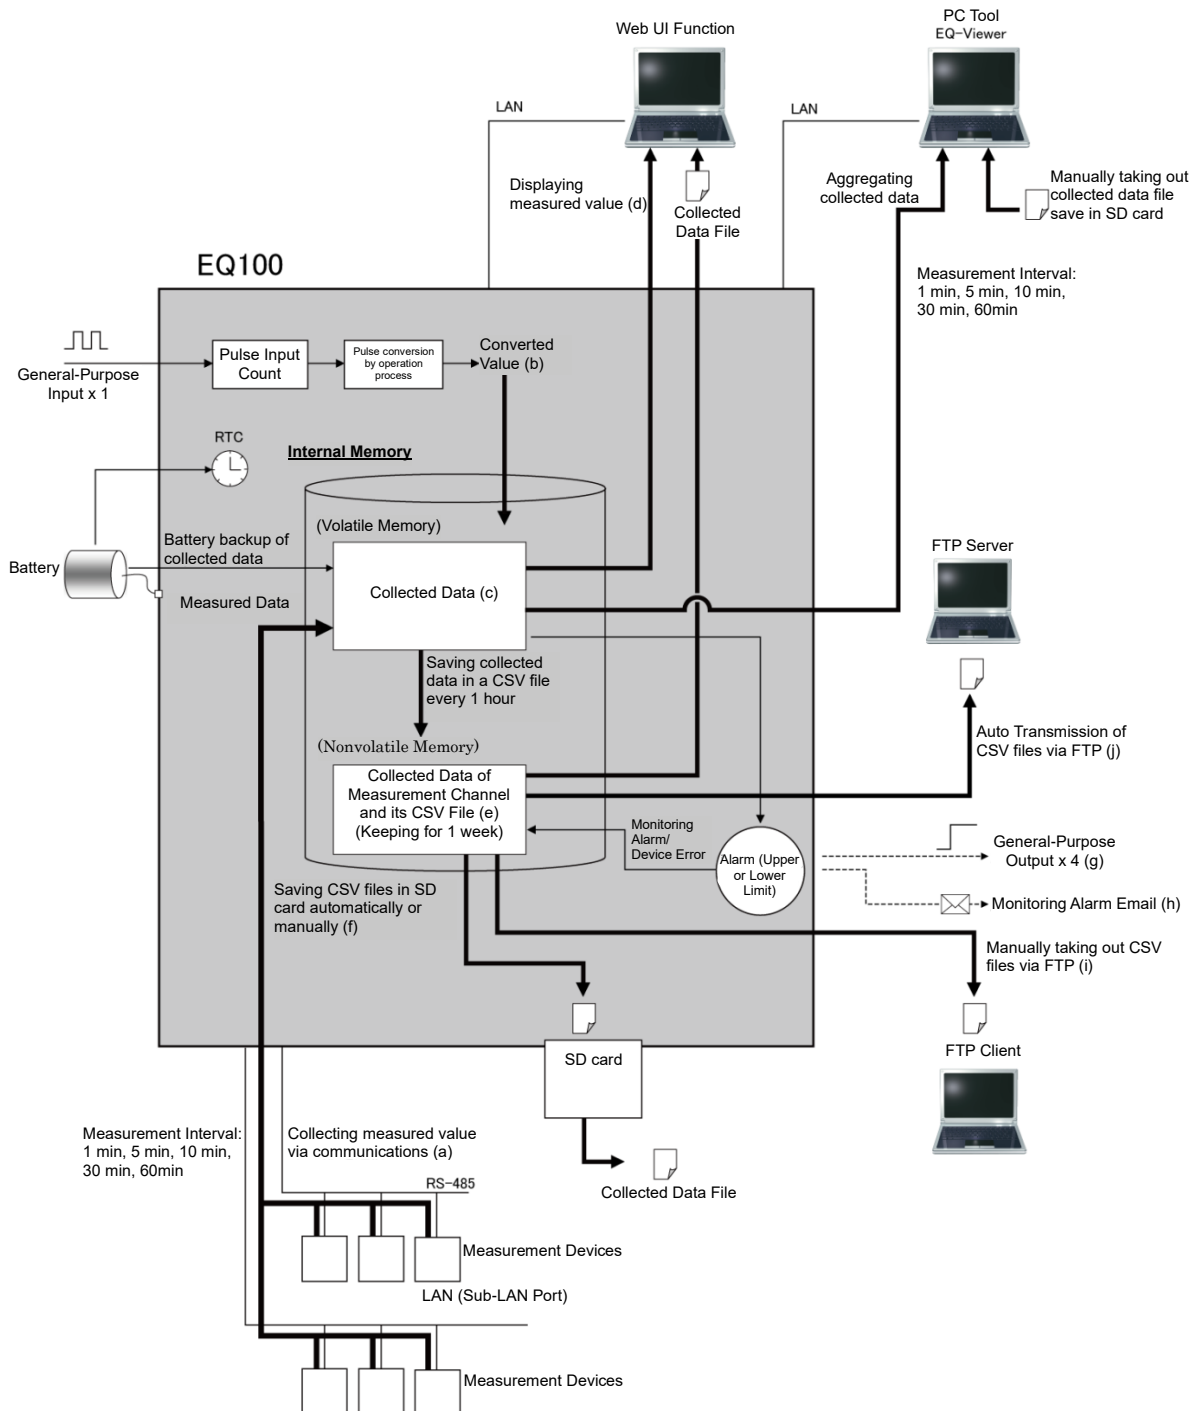 Web UI Function
PC Tool
EQ-Viewer
LAN
LAN
Displaying
measured value (d)
Collected
Data File
Aggregating
collected data
Manually taking out
collected data file
save in SD card
EQ100
Measurement Interval:
1 min, 5 min, 10 min,
30 min, 60min
General-Purpose
Input x 1
Pulse Input
Count
Pulse conversion
by operation
process
Converted
Value (b)
RTC
Internal Memory
(Volatile Memory)
Battery
Battery backup of
collected data
Collected Data (c)
Measured Data
FTP Server
Saving collected
data in a CSV file
every 1 hour
(Nonvolatile Memory)
Auto Transmission of
CSV files via FTP (j)
Collected Data of
Measurement Channel
and its CSV File (e)
(Keeping for 1 week)
Monitoring
Alarm/
Device Error
Alarm (Upper
or Lower
Limit)
General-Purpose
Output x 4 (g)
Monitoring Alarm Email (h)
Saving CSV files in SD
card automatically or
manually (f)
Manually taking out CSV
files via FTP (i)
FTP Client
SD card
Measurement Interval:
1 min, 5 min, 10 min,
30 min, 60min
Collecting measured value
via communications (a)
RS-485
Collected Data File
Measurement Devices
LAN (Sub-LAN Port)
Measurement Devices